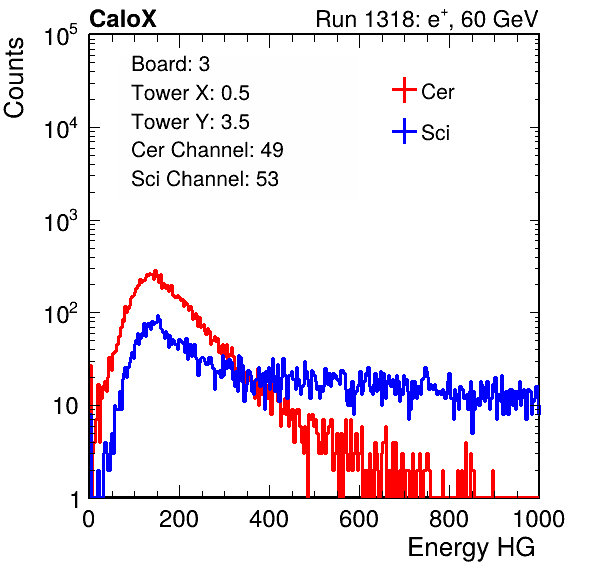 CaloX Run 1318: e⁺, 60 GeV
Counts
Board: 3
Tower X: 0.5
Tower Y: 3.5
Cer Channel: 49
Sci Channel: 53
Cer
Sci
10⁵
10⁴
10³
10²
10
1
0 200 400 600 800 1000
Energy HG